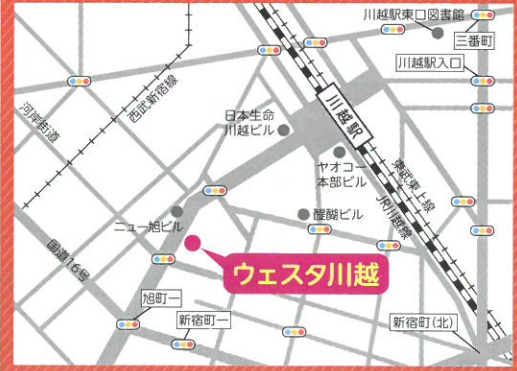 川越駅東口図書館
三番町
川越駅入口
西武新宿線
河岸街道
日本生命
川越ビル
川越駅
ヤオコー
本部ビル
東武東上線
JR川越線
ニュー旭ビル
醍醐ビル
国道16号
ウェスタ川越
旭町一
新宿町一
新宿町(北)